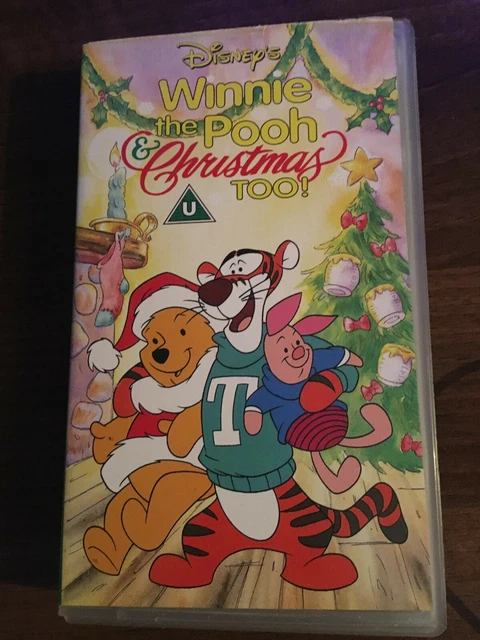 Disney's
Winnie
the Pooh
& Christmas
TOO!
U
T